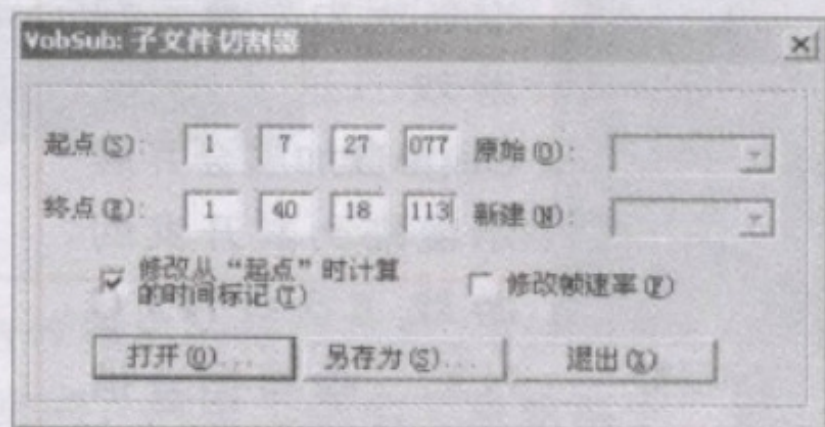 VobSub: 子文件切割器
起点(S): 1 7 27 077 原始(O):
终点(E): 1 40 18 113 新建(N):
修改从“起点”时计算
的时间标记(T)
修改帧速率(F)
打开(O)... 另存为(S)... 退出(X)